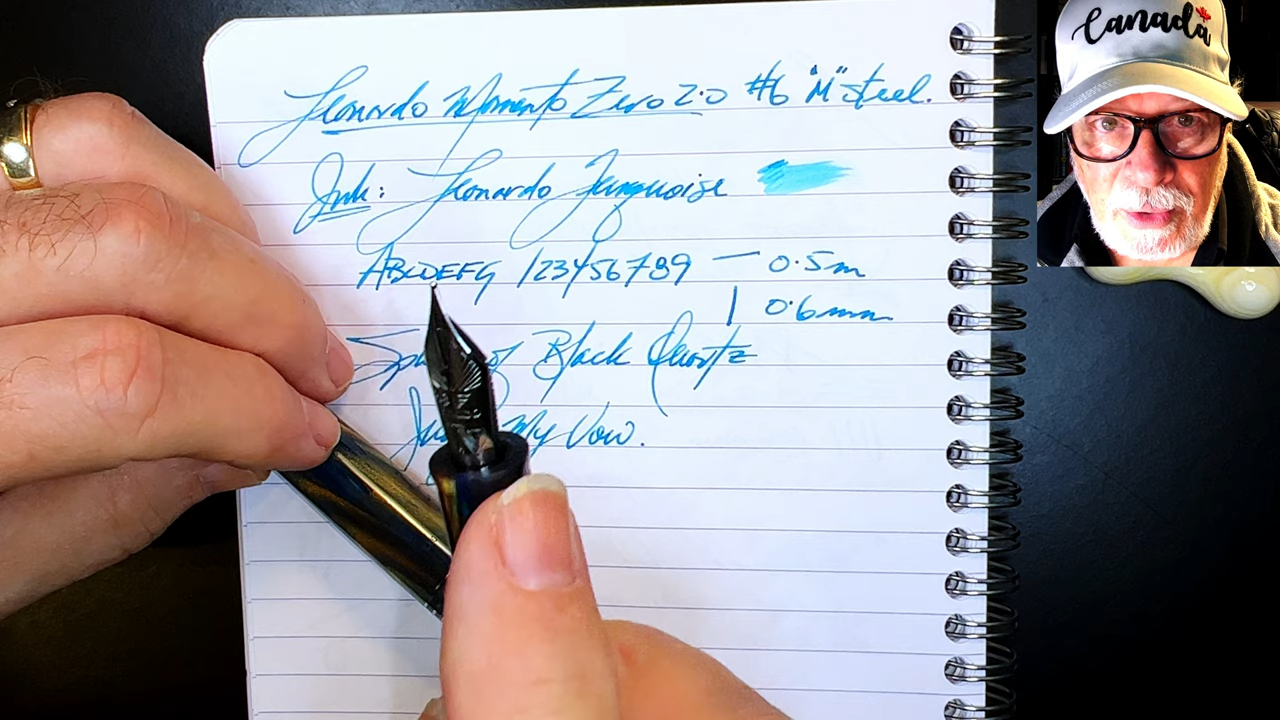 Leonardo Momento Zero 2.0 #6 "M" steel.
Ink: Leonardo Turquoise
ABCDEFG 123456789 — 0.5m
| 0.6mm
of Black Quartz
My Vow.
Canada